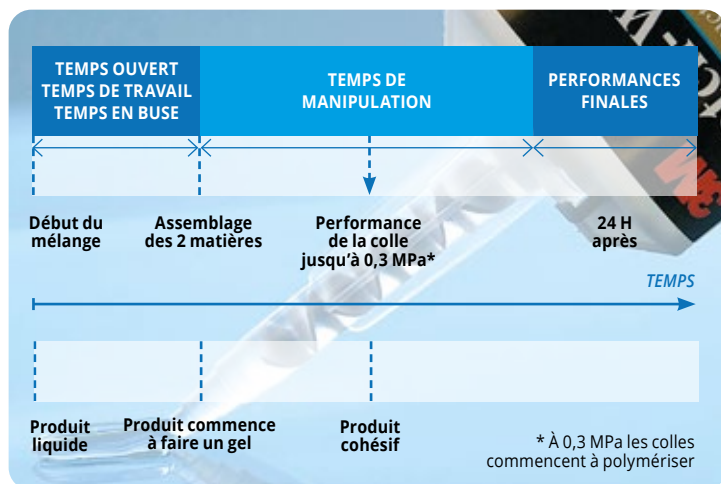 TEMPS OUVERT
TEMPS DE TRAVAIL
TEMPS EN BUSE
TEMPS DE
MANIPULATION
PERFORMANCES
FINALES
Début du
mélange
Assemblage
des 2 matières
Performance
de la colle
jusqu'à 0,3 MPa*
24 H
après
TEMPS
Produit
liquide
Produit commence
à faire un gel
Produit
cohésif
* À 0,3 MPa les colles
commencent à polymériser
3M